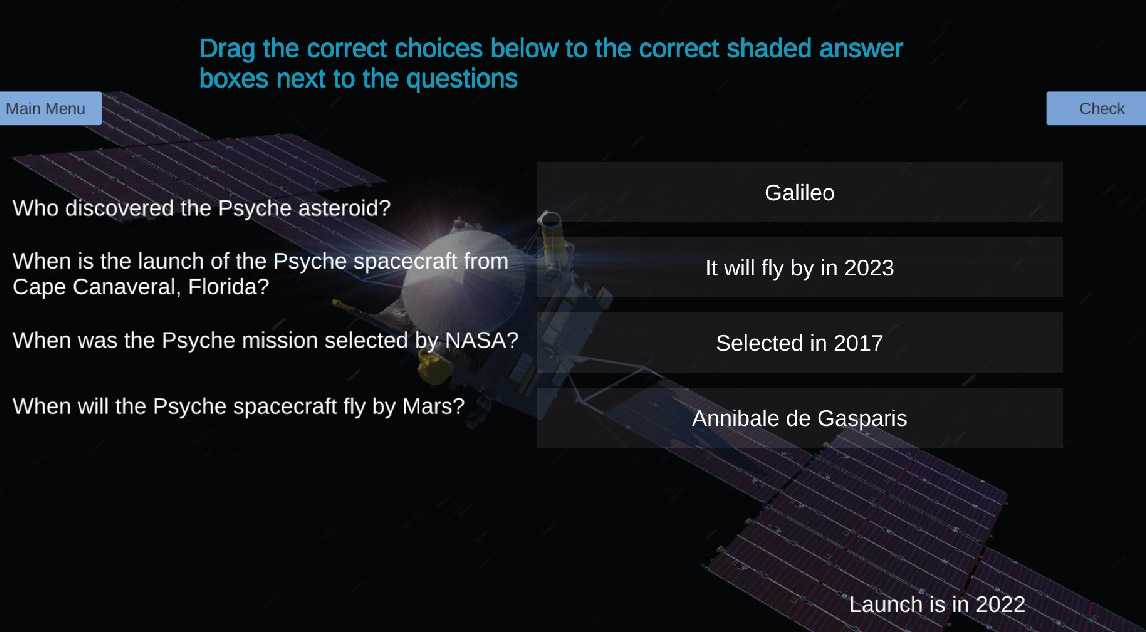 Drag the correct choices below to the correct shaded answer
boxes next to the questions
Main Menu
Check
Who discovered the Psyche asteroid?
Galileo
When is the launch of the Psyche spacecraft from
Cape Canaveral, Florida?
It will fly by in 2023
When was the Psyche mission selected by NASA?
Selected in 2017
When will the Psyche spacecraft fly by Mars?
Annibale de Gasparis
Launch is in 2022